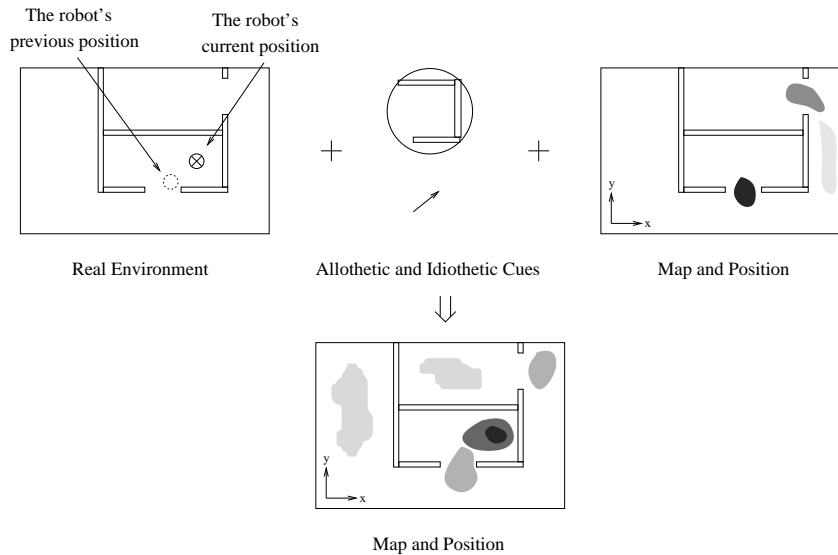 The robot's
previous position
The robot's
current position
y
x
Real Environment
Allothetic and Idiothetic Cues
Map and Position
y
x
Map and Position